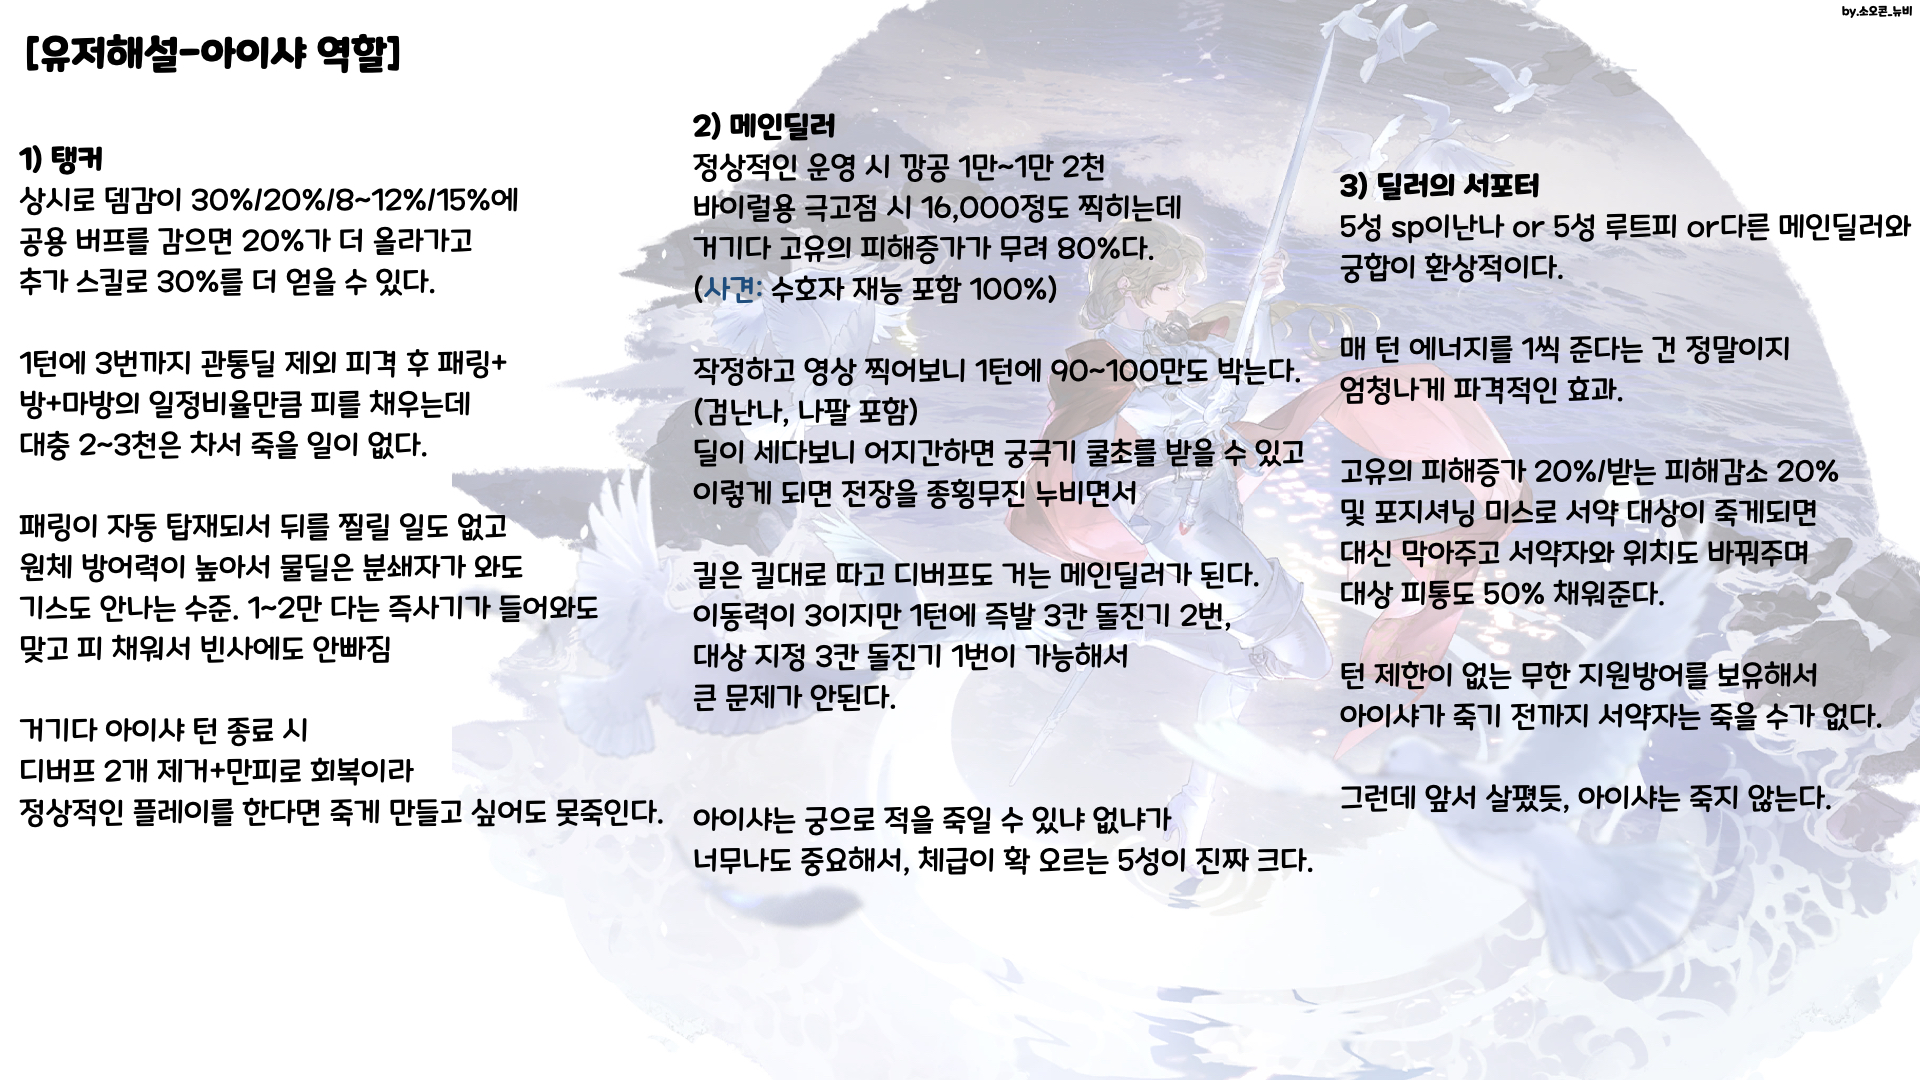 by.소오콘_뉴비
[유저해설-아이샤 역할]
1) 탱커
상시로 뎀감이 30%/20%/8~12%/15%에
공용 버프를 감으면 20%가 더 올라가고
추가 스킬로 30%를 더 얻을 수 있다.
1턴에 3번까지 관통딜 제외 피격 후 패링+
방+마방의 일정비율만큼 피를 채우는데
대충 2~3천은 차서 죽을 일이 없다.
패링이 자동 탑재되서 뒤를 찔릴 일도 없고
원체 방어력이 높아서 물딜은 분쇄자가 와도
기스도 안나는 수준. 1~2만 다는 즉사기가 들어와도
맞고 피 채워서 빈사에도 안빠짐
거기다 아이샤 턴 종료 시
디버프 2개 제거+만피로 회복이라
정상적인 플레이를 한다면 죽게 만들고 싶어도 못죽인다.
2) 메인딜러
정상적인 운영 시 깡공 1만~1만 2천
바이럴용 극고점 시 16,000정도 찍히는데
거기다 고유의 피해증가가 무려 80%다.
(사견: 수호자 재능 포함 100%)
작정하고 영상 찍어보니 1턴에 90~100만도 박는다.
(검난나, 나팔 포함)
딜이 세다보니 어지간하면 궁극기 쿨초를 받을 수 있고
이렇게 되면 전장을 종횡무진 누비면서
킬은 킬대로 따고 디버프도 거는 메인딜러가 된다.
이동력이 3이지만 1턴에 즉발 3칸 돌진기 2번,
대상 지정 3칸 돌진기 1번이 가능해서
큰 문제가 안된다.
아이샤는 궁으로 적을 죽일 수 있냐 없냐가
너무나도 중요해서, 체급이 확 오르는 5성이 진짜 크다.
3) 딜러의 서포터
5성 sp이난나 or 5성 루트피 or다른 메인딜러와
궁합이 환상적이다.
매 턴 에너지를 1씩 준다는 건 정말이지
엄청나게 파격적인 효과.
고유의 피해증가 20%/받는 피해감소 20%
및 포지셔닝 미스로 서약 대상이 죽게되면
대신 막아주고 서약자와 위치도 바꿔주며
대상 피통도 50% 채워준다.
턴 제한이 없는 무한 지원방어를 보유해서
아이샤가 죽기 전까지 서약자는 죽을 수가 없다.
그런데 앞서 살폈듯, 아이샤는 죽지 않는다.